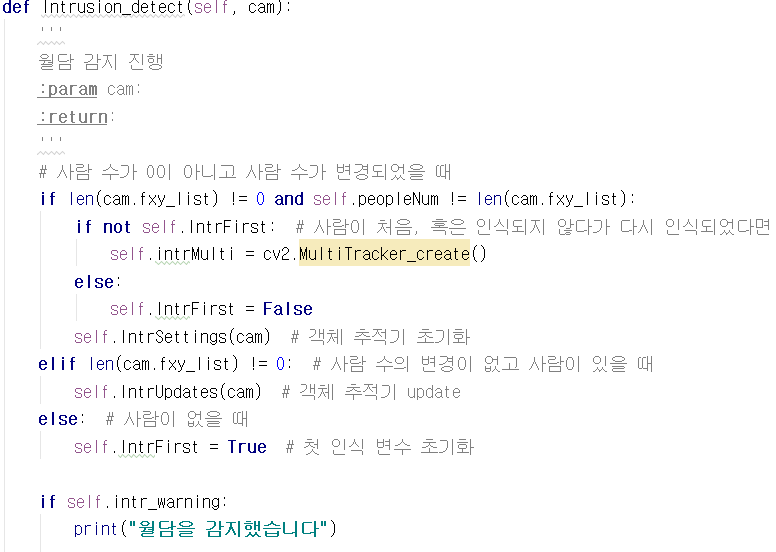 def Intrusion_detect(self, cam):
'''
월담 감지 진행
:param cam:
:return:
'''
# 사람 수가 0이 아니고 사람 수가 변경되었을 때
if len(cam.fxy_list) != 0 and self.peopleNum != len(cam.fxy_list):
if not self.IntrFirst:  # 사람이 처음, 혹은 인식되지 않다가 다시 인식되었다면
self.intrMulti = cv2.MultiTracker_create()
else:
self.IntrFirst = False
self.IntrSettings(cam)  # 객체 추적기 초기화
elif len(cam.fxy_list) != 0:  # 사람 수의 변경이 없고 사람이 있을 때
self.IntrUpdates(cam)  # 객체 추적기 update
else:  # 사람이 없을 때
self.IntrFirst = True  # 첫 인식 변수 초기화
if self.intr_warning:
print("월담을 감지했습니다")